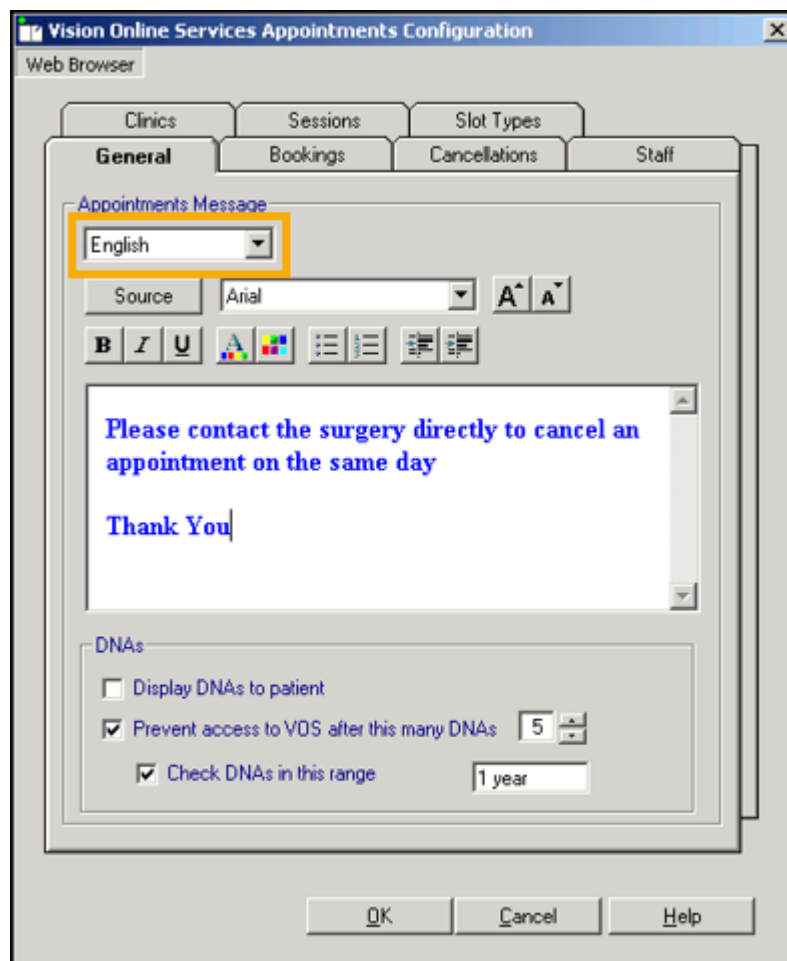 Vision Online Services Appointments Configuration
Web Browser
Clinics Sessions Slot Types
General Bookings Cancellations Staff
Appointments Message
English
Source Arial A A
B I U A
Please contact the surgery directly to cancel an
appointment on the same day
Thank You
DNAs
Display DNAs to patient
Prevent access to VOS after this many DNAs 5
Check DNAs in this range 1 year
OK Cancel Help